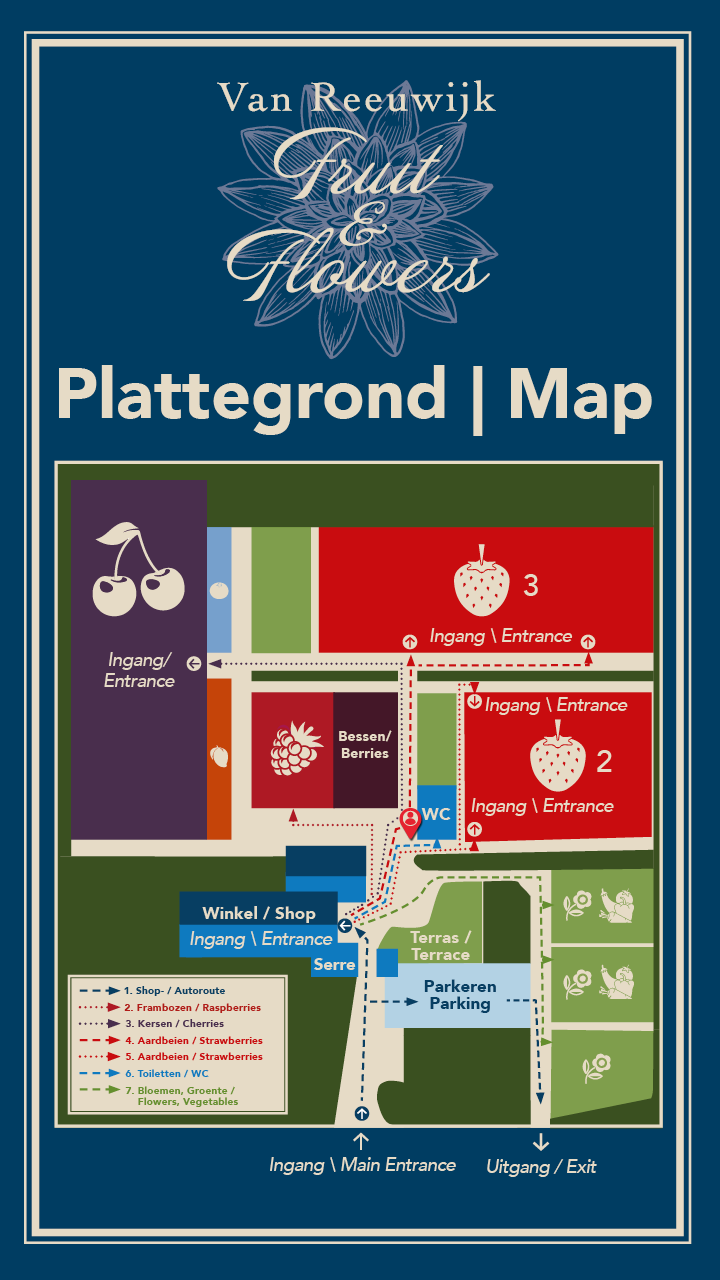 Van Reeuwijk
Fruit
&
Flowers
Plattegrond | Map
3
Ingang \ Entrance
Ingang/
Entrance
Ingang \ Entrance
Bessen/
Berries
2
Ingang \ Entrance
WC
Winkel / Shop
Ingang \ Entrance
Serre
Terras /
Terrace
Parkeren
Parking
1. Shop- / Autoroute
2. Frambozen / Raspberries
3. Kersen / Cherries
4. Aardbeien / Strawberries
5. Aardbeien / Strawberries
6. Toiletten / WC
7. Bloemen, Groente /
Flowers, Vegetables
Ingang \ Main Entrance
Uitgang / Exit